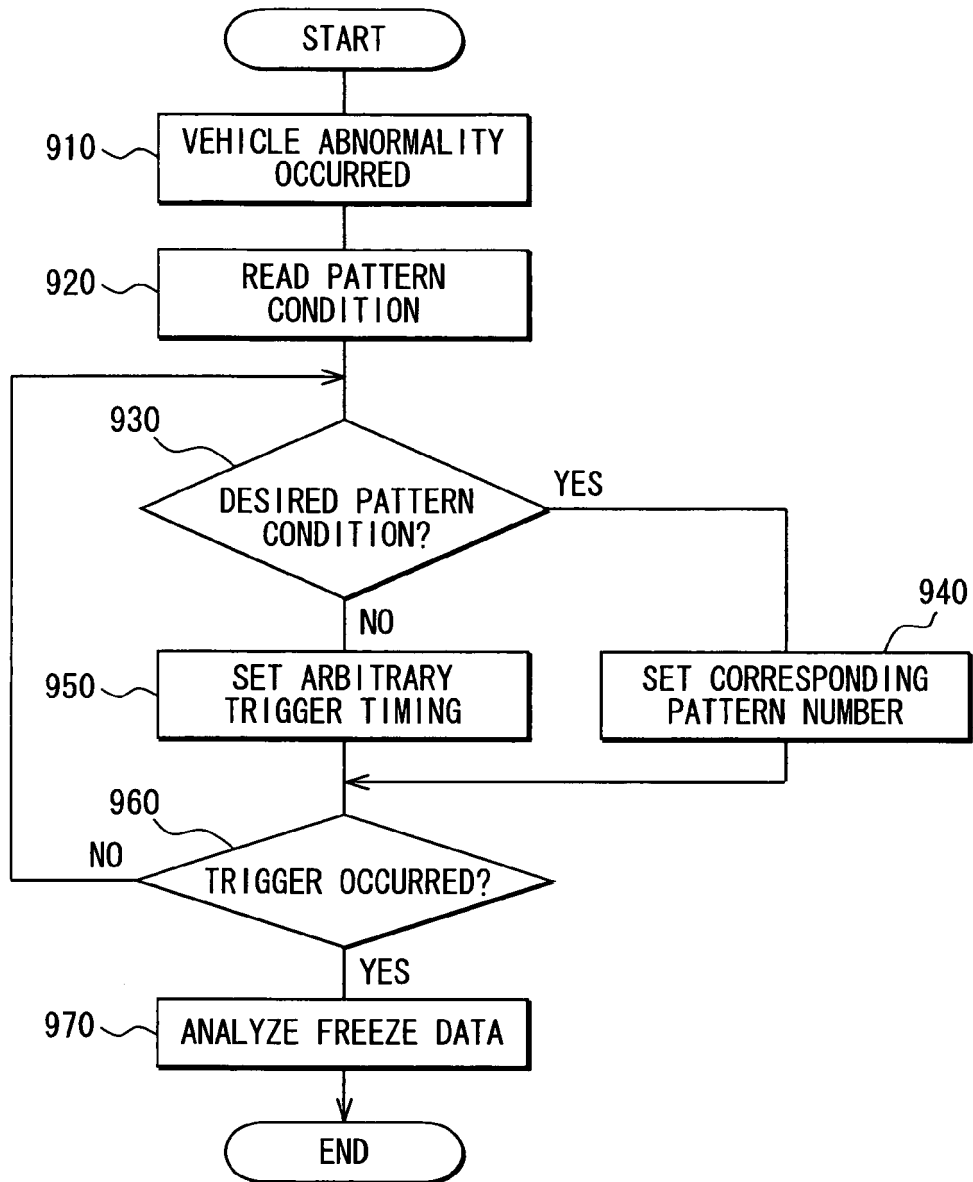 START
910
VEHICLE ABNORMALITY
OCCURRED
920
READ PATTERN
CONDITION
930
DESIRED PATTERN
CONDITION?
YES
NO
940
950
SET ARBITRARY
TRIGGER TIMING
SET CORRESPONDING
PATTERN NUMBER
960
NO
TRIGGER OCCURRED?
YES
970
ANALYZE FREEZE DATA
END